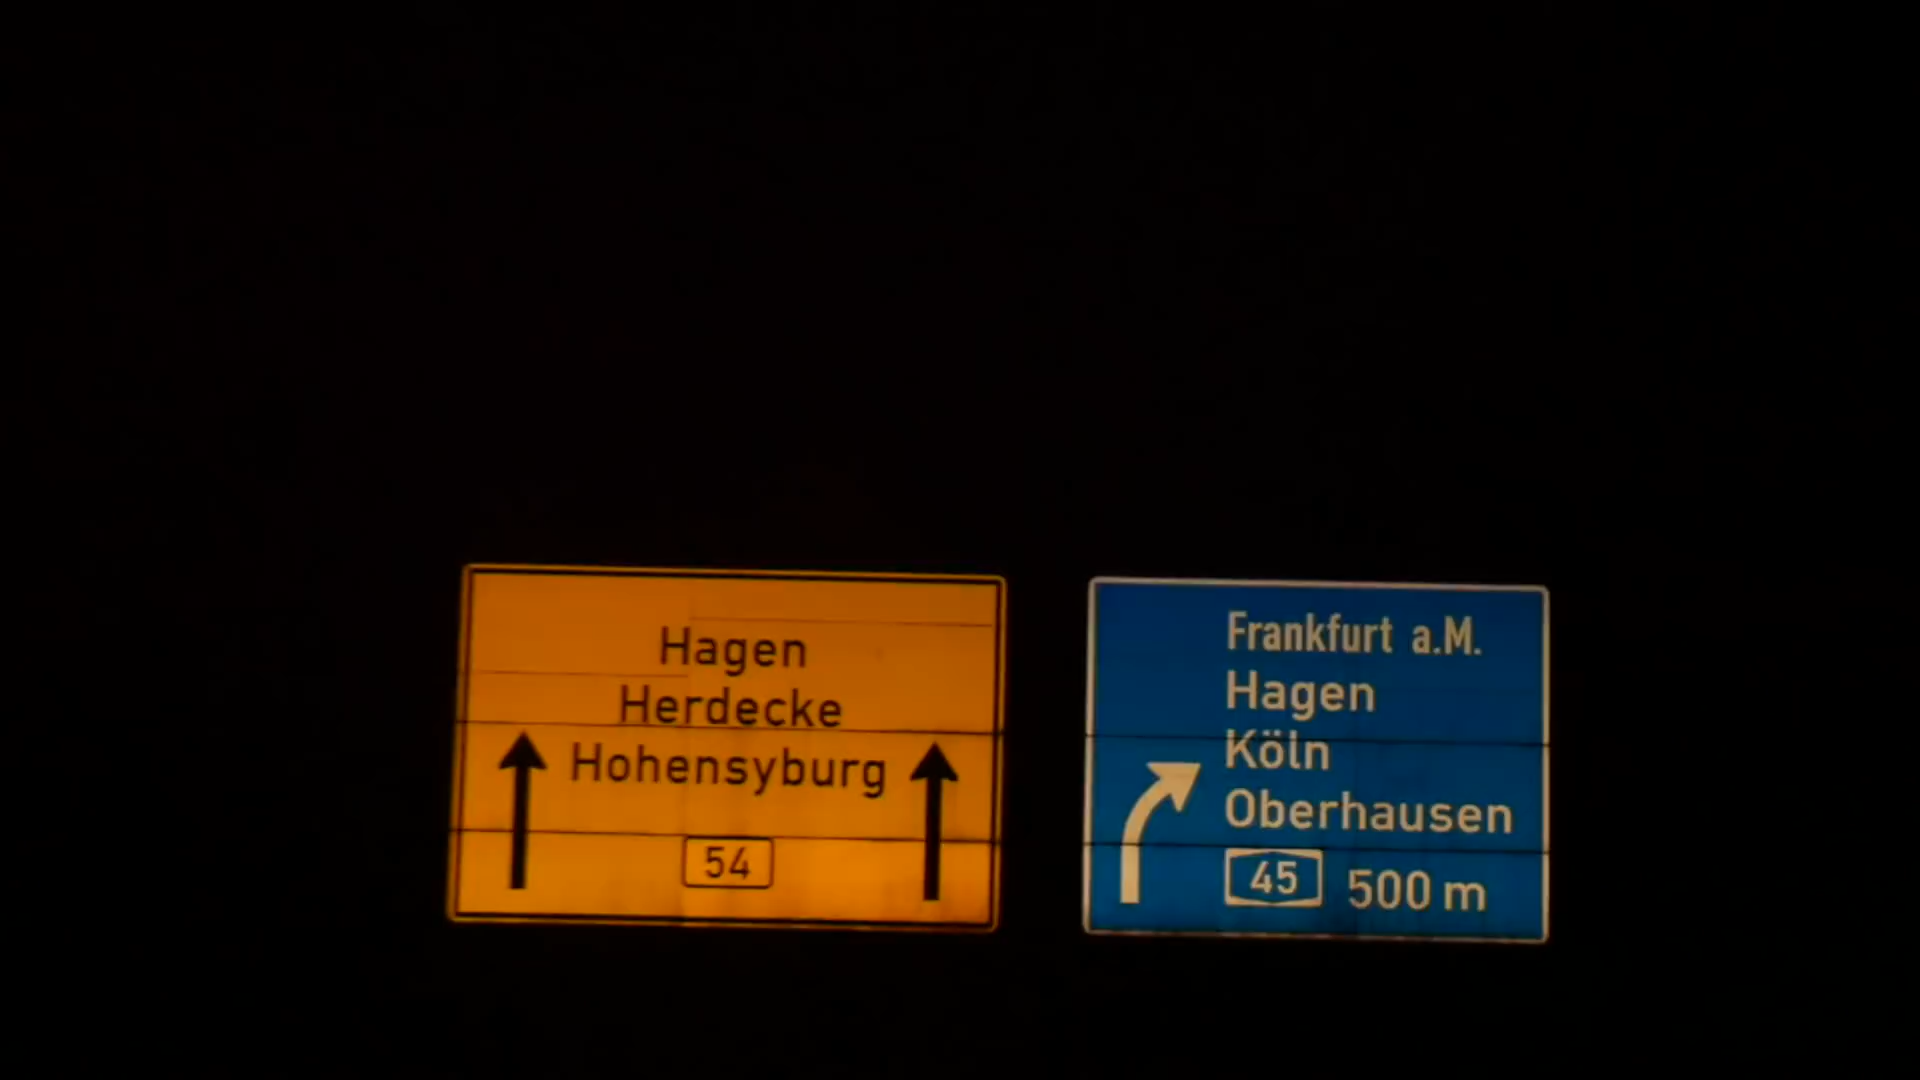 Hagen
Herdecke
Hohensyburg
54
Frankfurt a.M.
Hagen
Köln
Oberhausen
45 500 m